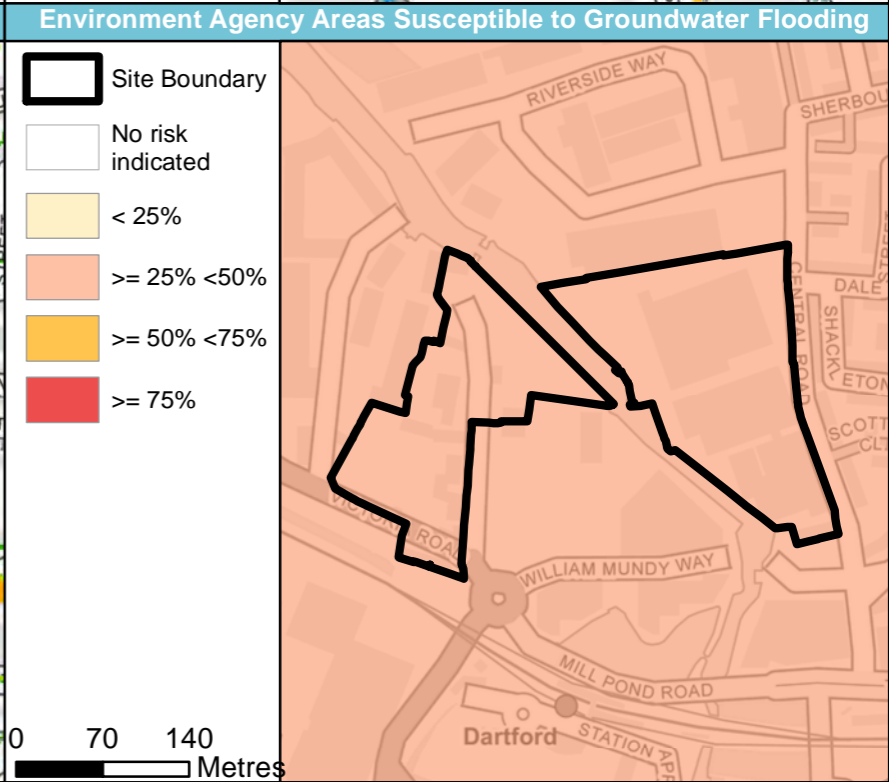 Environment Agency Areas Susceptible to Groundwater Flooding
Site Boundary
No risk
indicated
< 25%
>= 25% <50%
>= 50% <75%
>= 75%
0 70 140
Metres
RIVERSIDE WAY
SHERBOU
CENTRAL ROAD
DALE
SHACKL
ETON
SCOTT
CL
VICTORIA ROAD
WILLIAM MUNDY WAY
MILL POND ROAD
Dartford
STATION APP